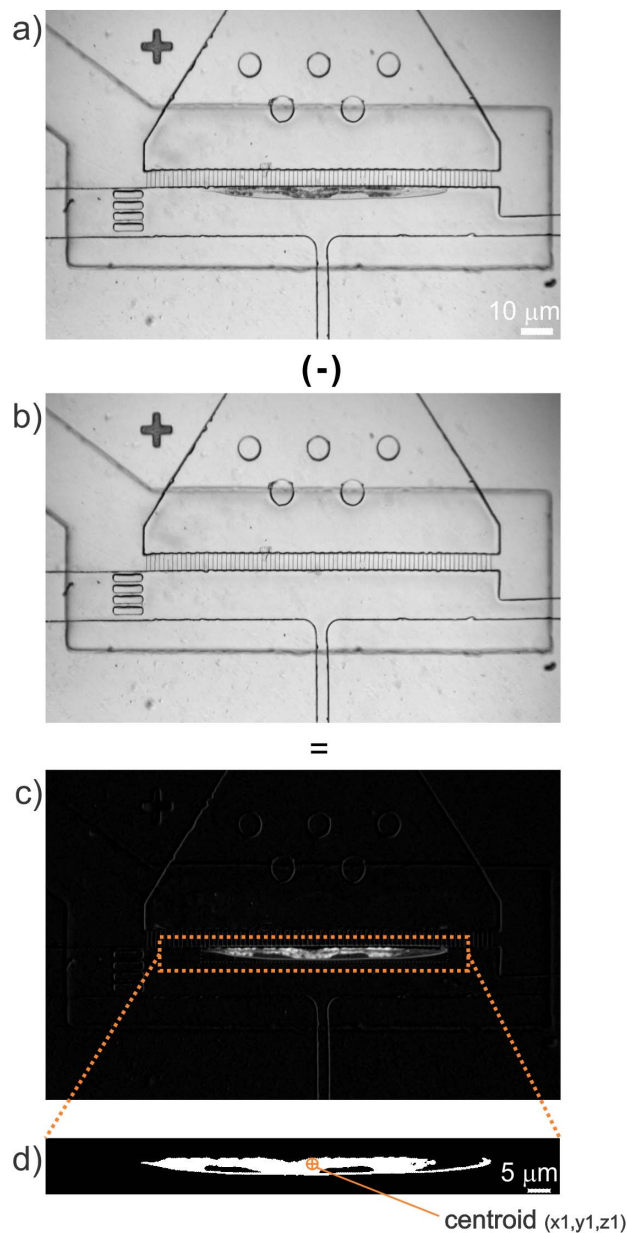 a)
10 μm
(-)
b)
=
c)
d)
5 μm
centroid (x1,y1,z1)